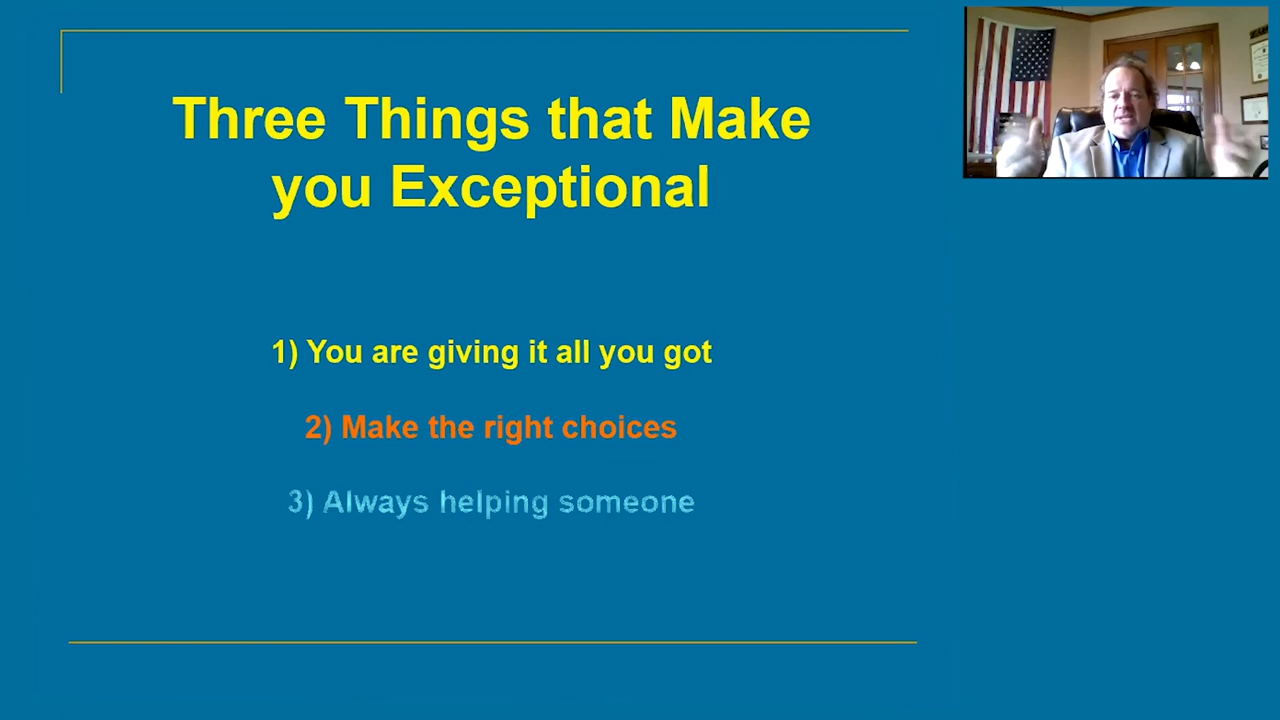 Three Things that Make
you Exceptional
1) You are giving it all you got
2) Make the right choices
3) Always helping someone